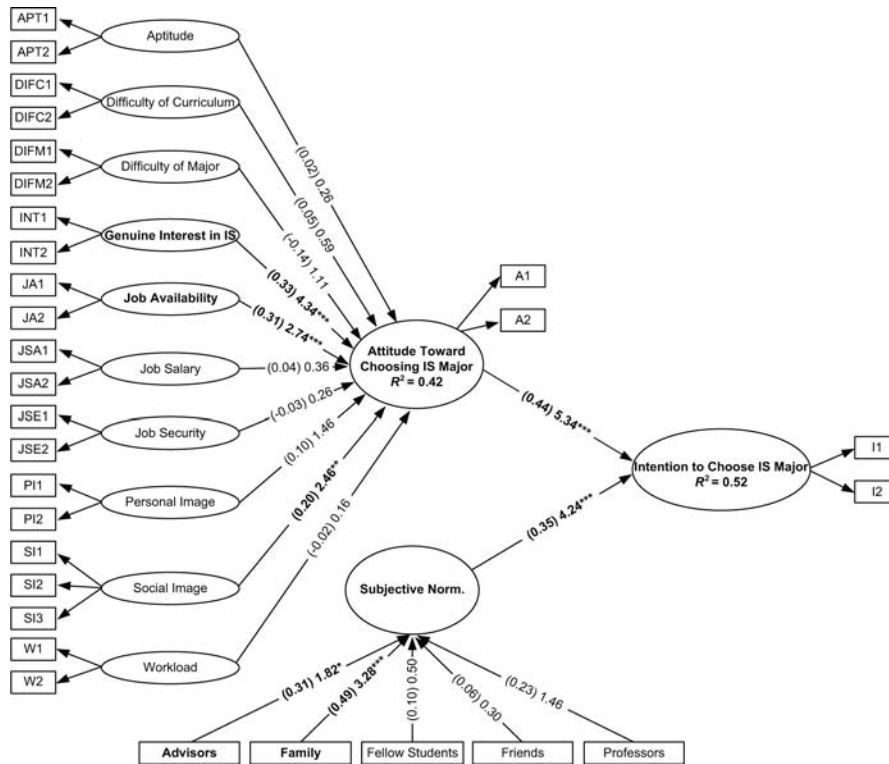 APT1
APT2
Aptitude
DIFC1
DIFC2
Difficulty of Curriculum
DIFM1
DIFM2
Difficulty of Major
INT1
INT2
Genuine Interest in IS
JA1
JA2
Job Availability
JSA1
JSA2
Job Salary
JSE1
JSE2
Job Security
PI1
PI2
Personal Image
SI1
SI2
SI3
Social Image
W1
W2
Workload
(0.02) 0.26
(0.05) 0.59
(-0.14) 1.11
(0.33) 4.34***
(0.31) 2.74***
(0.04) 0.36
(-0.03) 0.26
(0.10) 1.46
(0.20) 2.46**
(-0.02) 0.16
A1
A2
Attitude Toward
Choosing IS Major
R² = 0.42
(0.44) 5.34***
Intention to Choose IS Major
R² = 0.52
I1
I2
(0.35) 4.24***
Subjective Norm.
(0.31) 1.82*
(0.49) 3.28***
(0.10) 0.50
(0.06) 0.30
(0.23) 1.46
Advisors
Family
Fellow Students
Friends
Professors